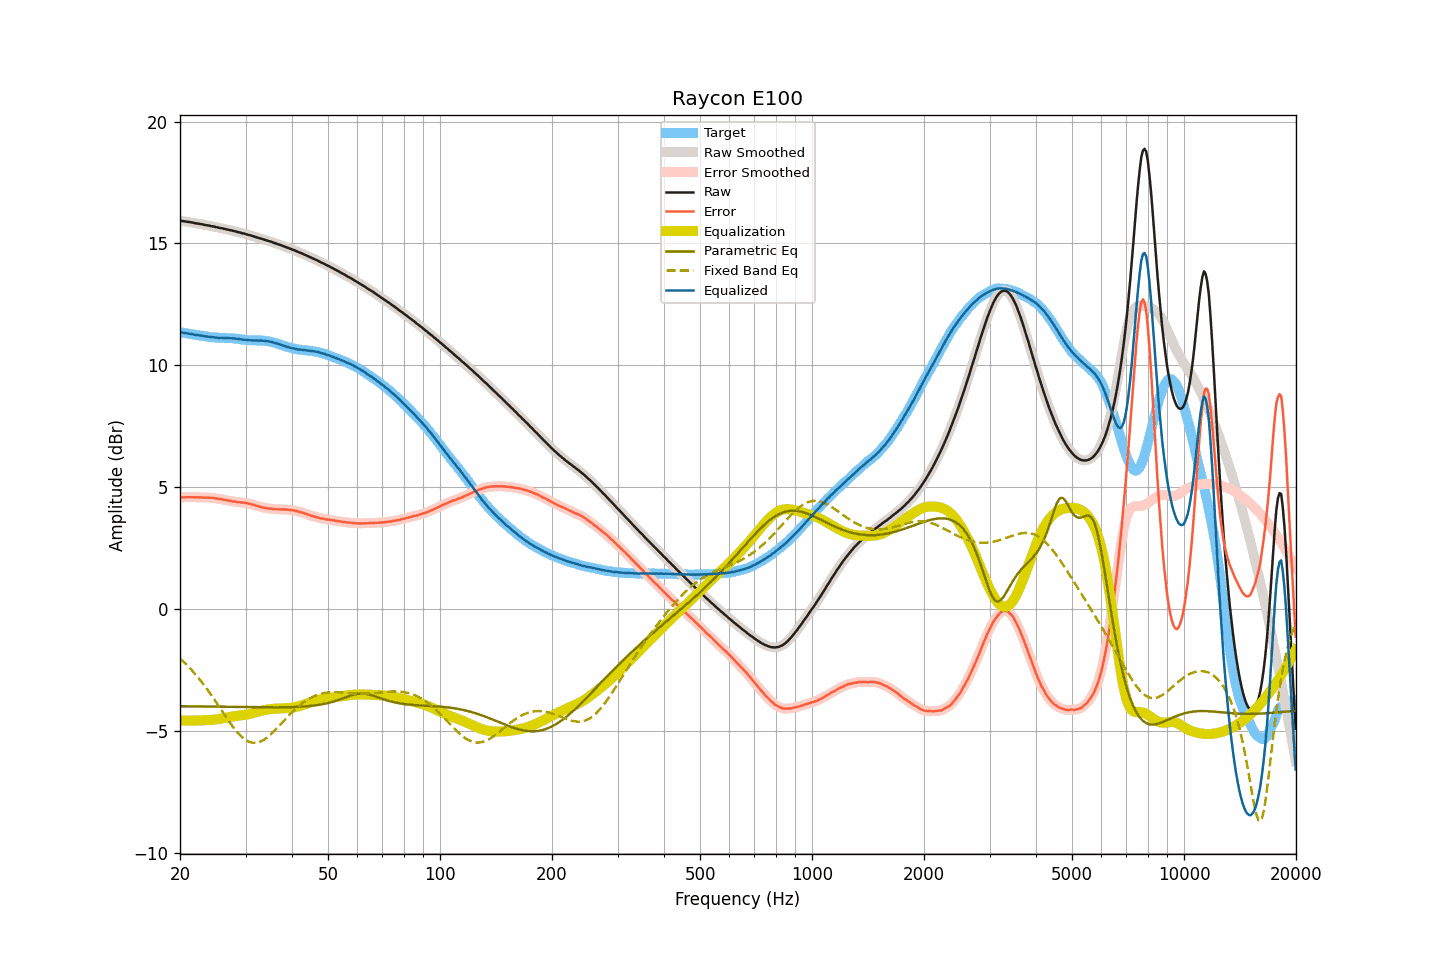 Raycon E100
Target
Raw Smoothed
Error Smoothed
Raw
Error
Equalization
Parametric Eq
Fixed Band Eq
Equalized
Amplitude (dBr)
20
15
10
5
0
−5
−10
20 50 100 200 500 1000 2000 5000 10000 20000
Frequency (Hz)